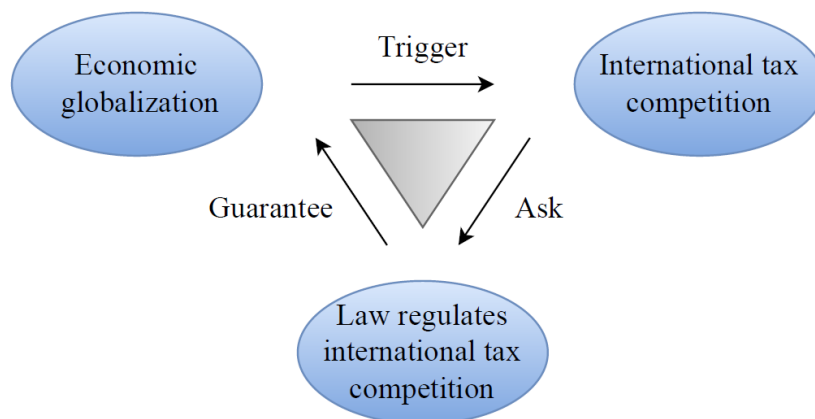 Economic
globalization
Trigger
International tax
competition
Guarantee
Ask
Law regulates
international tax
competition